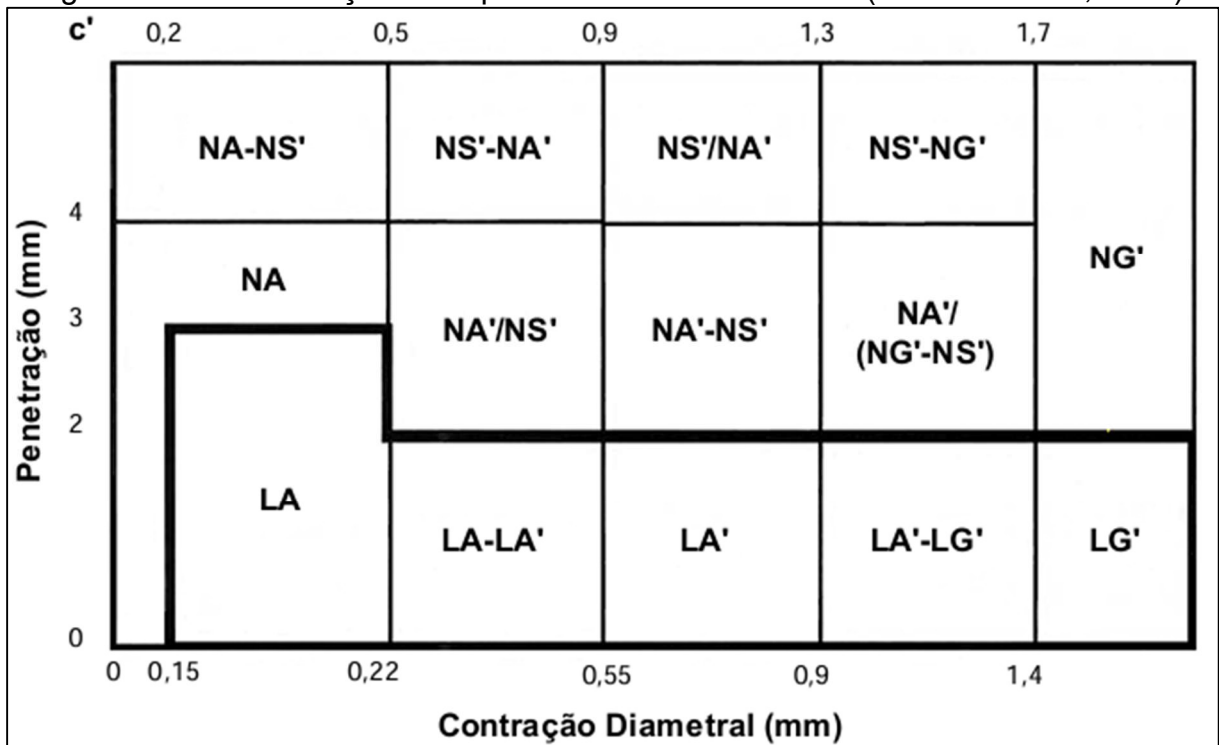 c' 0,2 0,5 0,9 1,3 1,7
NA-NS' NS'-NA' NS'/NA' NS'-NG'
4
NG'
NA
3
NA'/NS' NA'-NS' NA'/
(NG'-NS')
2
Penetração (mm)
LA
LA-LA' LA' LA'-LG' LG'
0
0 0,15 0,22 0,55 0,9 1,4
Contração Diametral (mm)